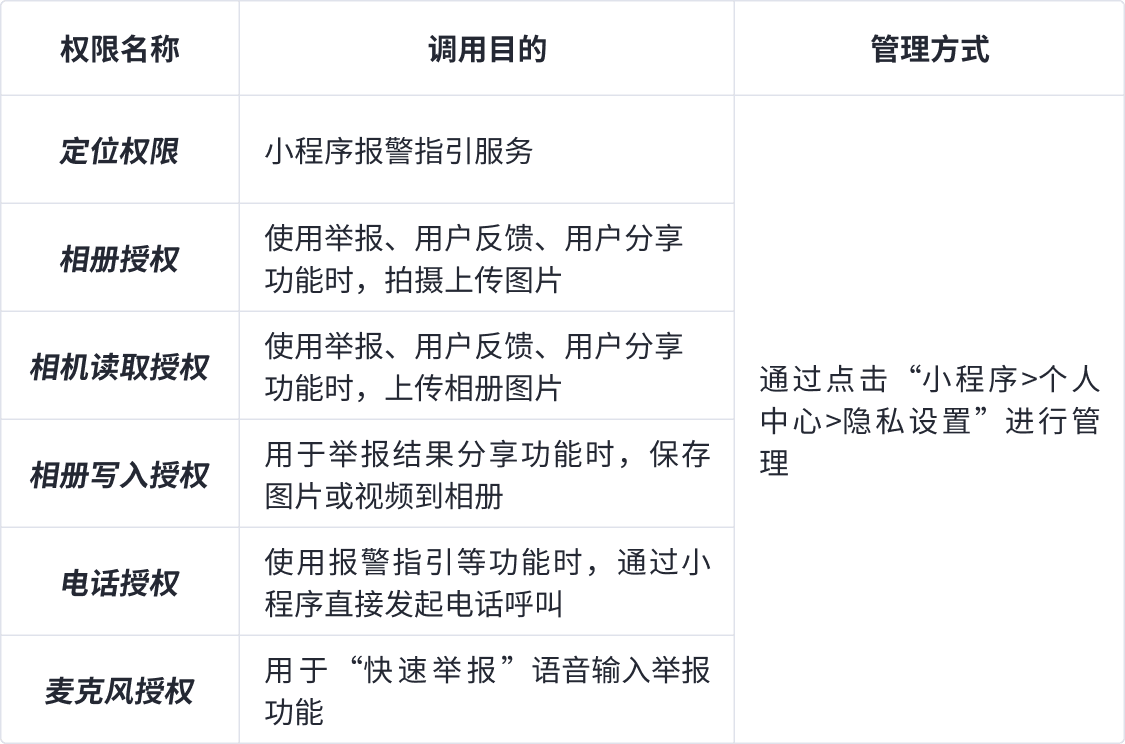 权限名称
调用目的
管理方式
定位权限
小程序报警指引服务
相册授权
使用举报、用户反馈、用户分享
功能时，拍摄上传图片
相机读取授权
使用举报、用户反馈、用户分享
功能时，上传相册图片
相册写入授权
用于举报结果分享功能时，保存
图片或视频到相册
电话授权
使用报警指引等功能时，通过小
程序直接发起电话呼叫
麦克风授权
用于“快速举报”语音输入举报
功能
通过点击“小程序>个人
中心>隐私设置”进行管
理